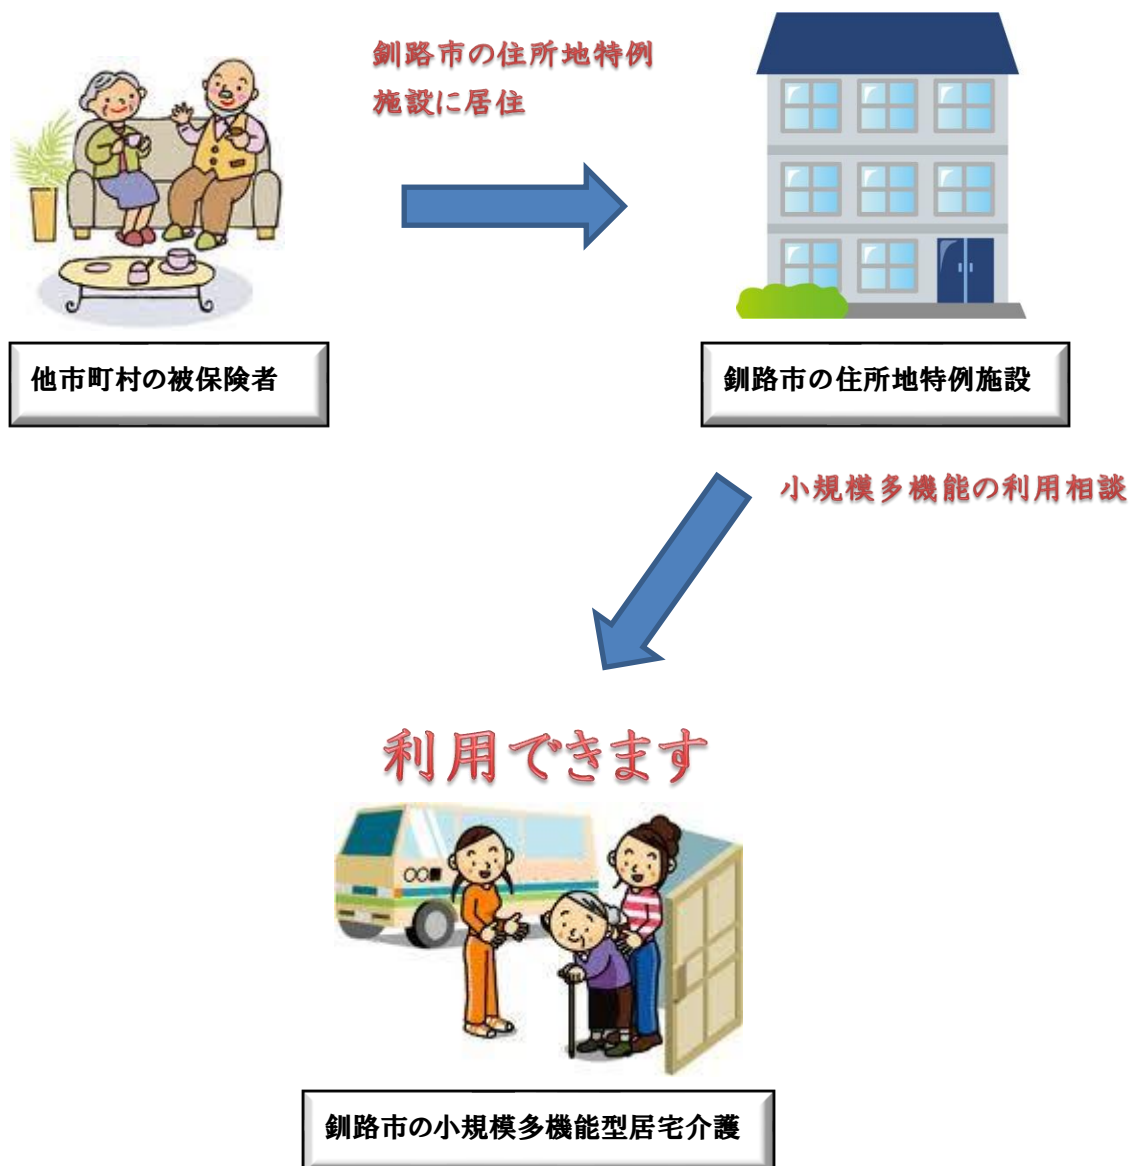 釧路市の住所地特例
施設に居住
他市町村の被保険者
釧路市の住所地特例施設
小規模多機能の利用相談
利用できます
○○■
釧路市の小規模多機能型居宅介護